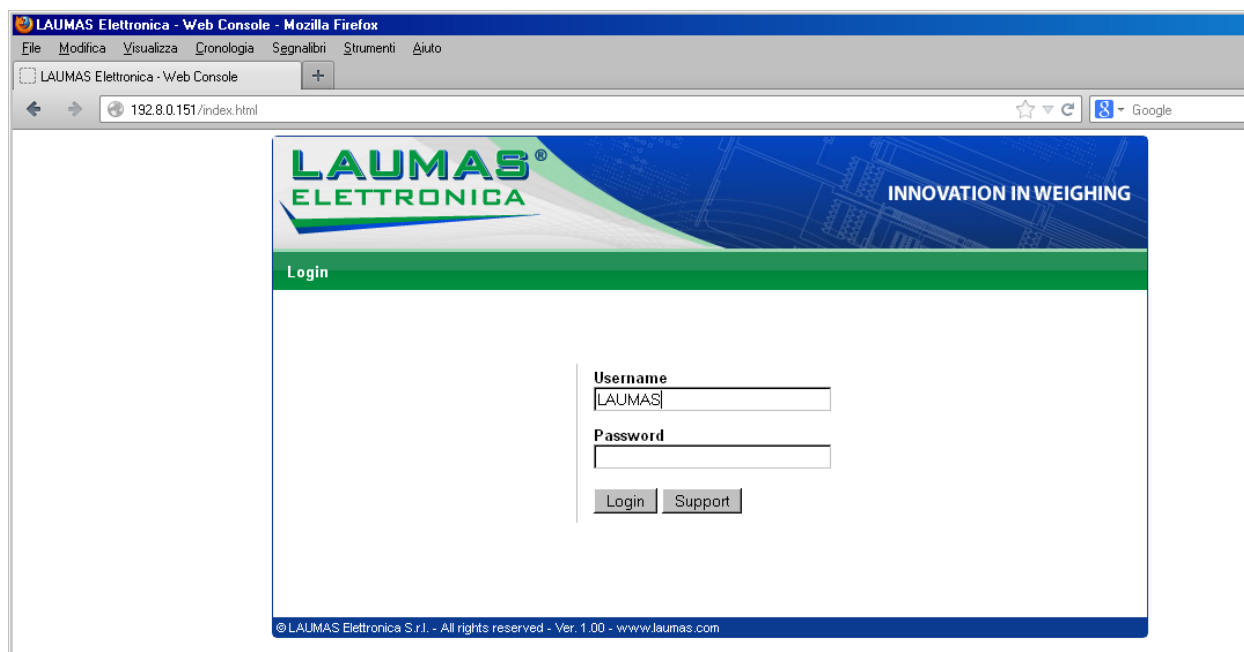 LAUMAS Elettronica - Web Console - Mozilla Firefox
File Modifica Visualizza Cronologia Segnalibri Strumenti Aiuto
LAUMAS Elettronica - Web Console +
192.8.0.151/index.html
8 Google
LAUMAS®
ELETTRONICA
INNOVATION IN WEIGHING
Login
Username
LAUMAS
Password
Login Support
©LAUMAS Elettronica S.r.l. - All rights reserved - Ver. 1.00 - www.laumas.com